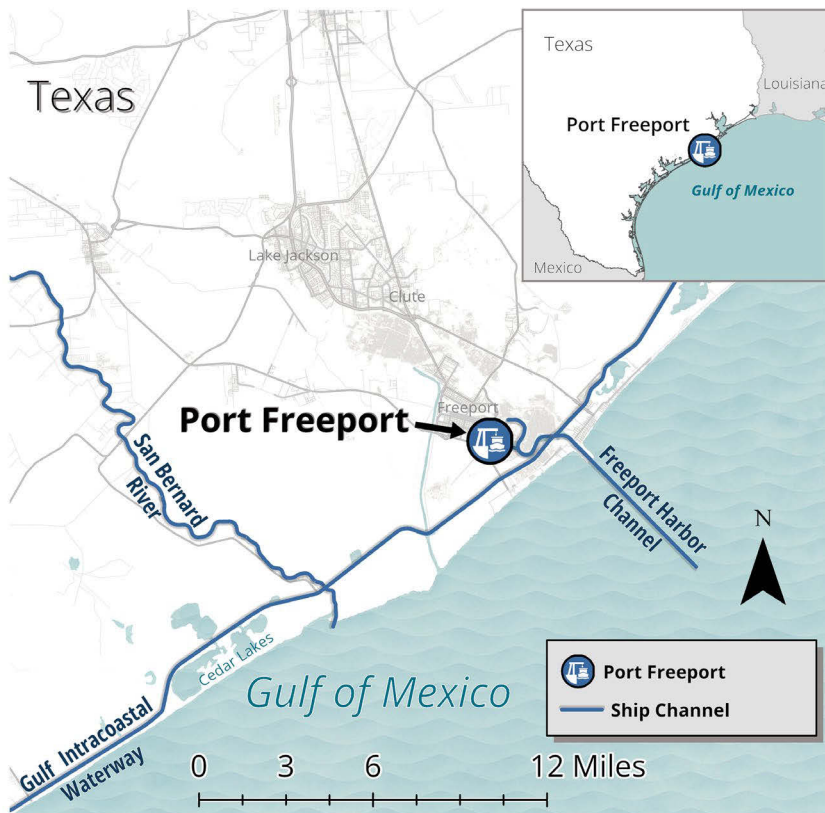 Texas
Texas
Louisiana
Port Freeport
Gulf of Mexico
Mexico
Lake Jackson
Clute
Freeport
Port Freeport
San Bernard
River
Freeport Harbor
Channel
N
Cedar Lakes
Gulf of Mexico
Gulf Intracoastal
Waterway
Port Freeport
Ship Channel
0 3 6 12 Miles